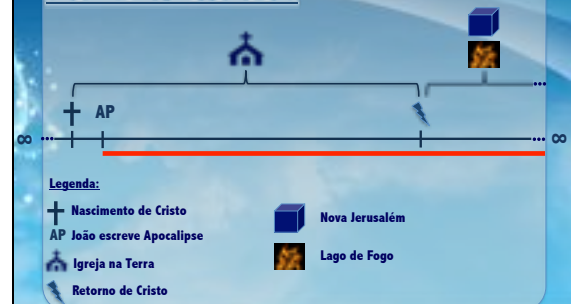 AP
∞
∞
Legenda:
Nascimento de Cristo
AP João escreve Apocalipse
Igreja na Terra
Retorno de Cristo
Nova Jerusalém
Lago de Fogo